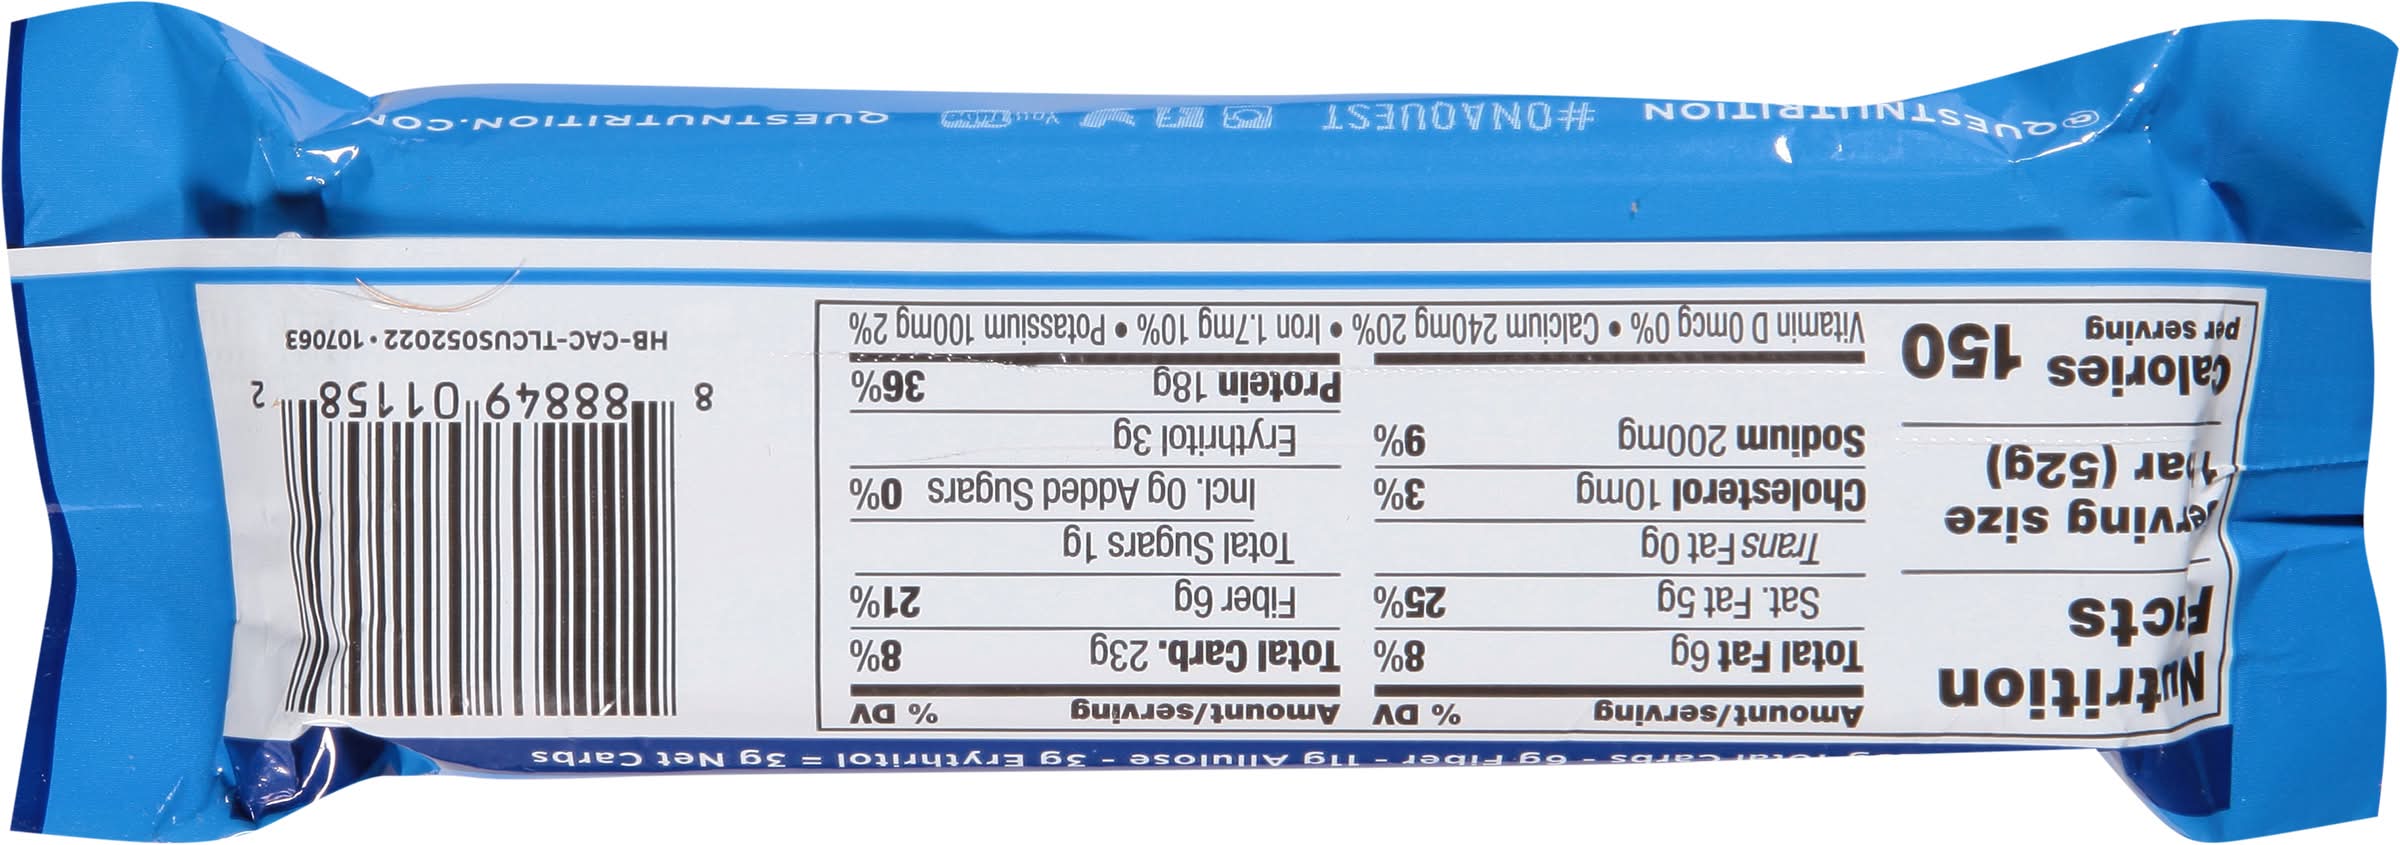 Total Carbs - 6g Fiber - 11g Allulose - 3g Erythritol = 3g Net Carbs
Nutrition
Facts
Serving size
1 bar (52g)
Calories 150
per serving
Amount/serving % DV
Total Fat 6g 8%
Sat. Fat 5g 25%
Trans Fat 0g
Cholesterol 10mg 3%
Sodium 200mg 9%
Amount/serving % DV
Total Carb. 23g 8%
Fiber 6g 21%
Total Sugars 1g
Incl. 0g Added Sugars 0%
Erythritol 3g
Protein 18g 36%
Vitamin D 0mcg 0% • Calcium 240mg 20% • Iron 1.7mg 10% • Potassium 100mg 2%
8 88849 01158 2
HB-CAC-TLCUS052022 • 107063
@QUESTNUTRITION #ONAQUEST YouTube QUESTNUTRITION.COM